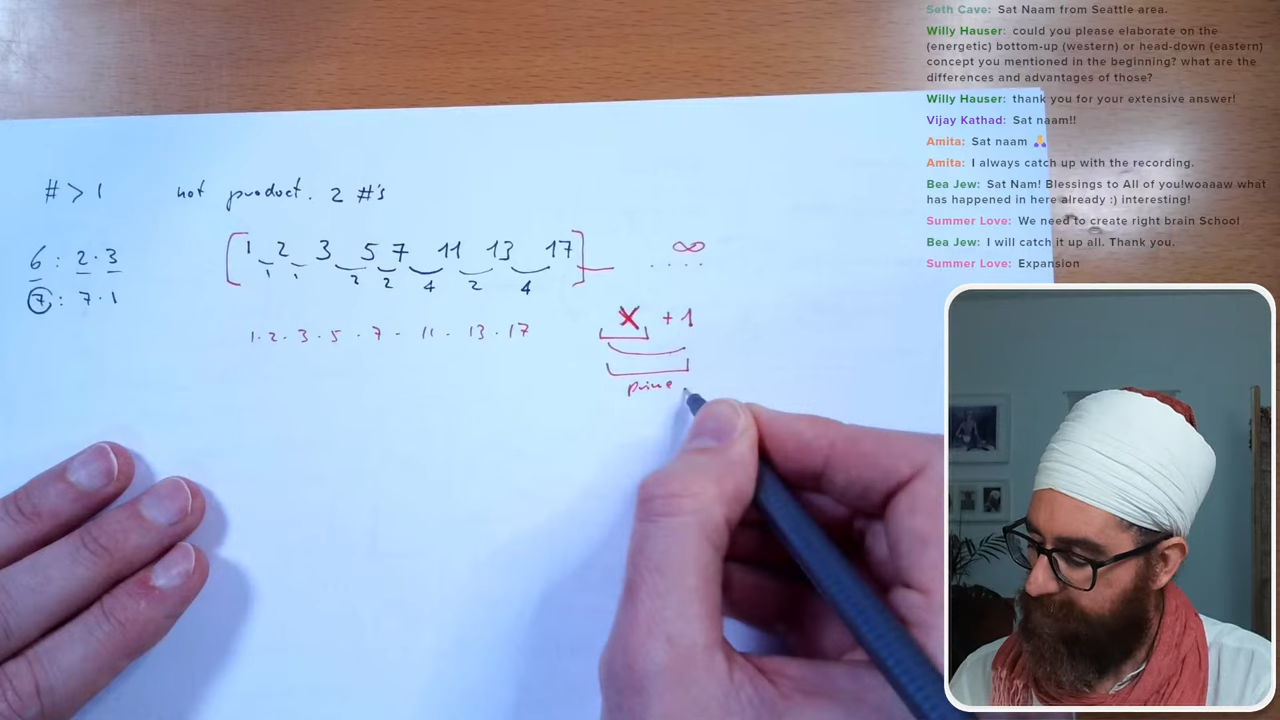 # > 1 not product. 2 #'s
6 : 2 · 3
7 : 7 · 1
[ 1 2 3 5 7 11 13 17 ] ∞
1 1 2 2 4 2 4 . . . .
1 · 2 · 3 · 5 · 7 · 11 · 13 · 17
X + 1
prime
Seth Cave: Sat Naam from Seattle area.
Willy Hauser: could you please elaborate on the
(energetic) bottom-up (western) or head-down (eastern)
concept you mentioned in the beginning? what are the
differences and advantages of those?
Willy Hauser: thank you for your extensive answer!
Vijay Kathad: Sat naam!!
Amita: Sat naam 🙏
Amita: I always catch up with the recording.
Bea Jew: Sat Nam! Blessings to All of you!woaaaw what
has happened in here already :) interesting!
Summer Love: We need to create right brain School
Bea Jew: I will catch it up all. Thank you.
Summer Love: Expansion